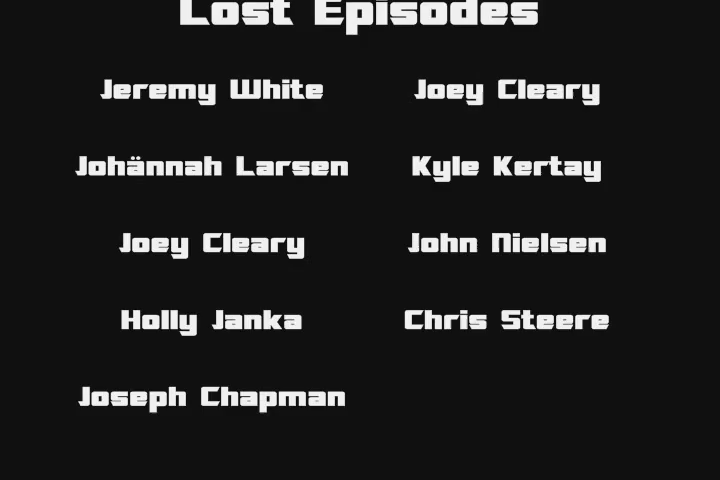 Lost Episodes
Jeremy White Joey Cleary
Johännah Larsen Kyle Kertay
Joey Cleary John Nielsen
Holly Janka Chris Steere
Joseph Chapman